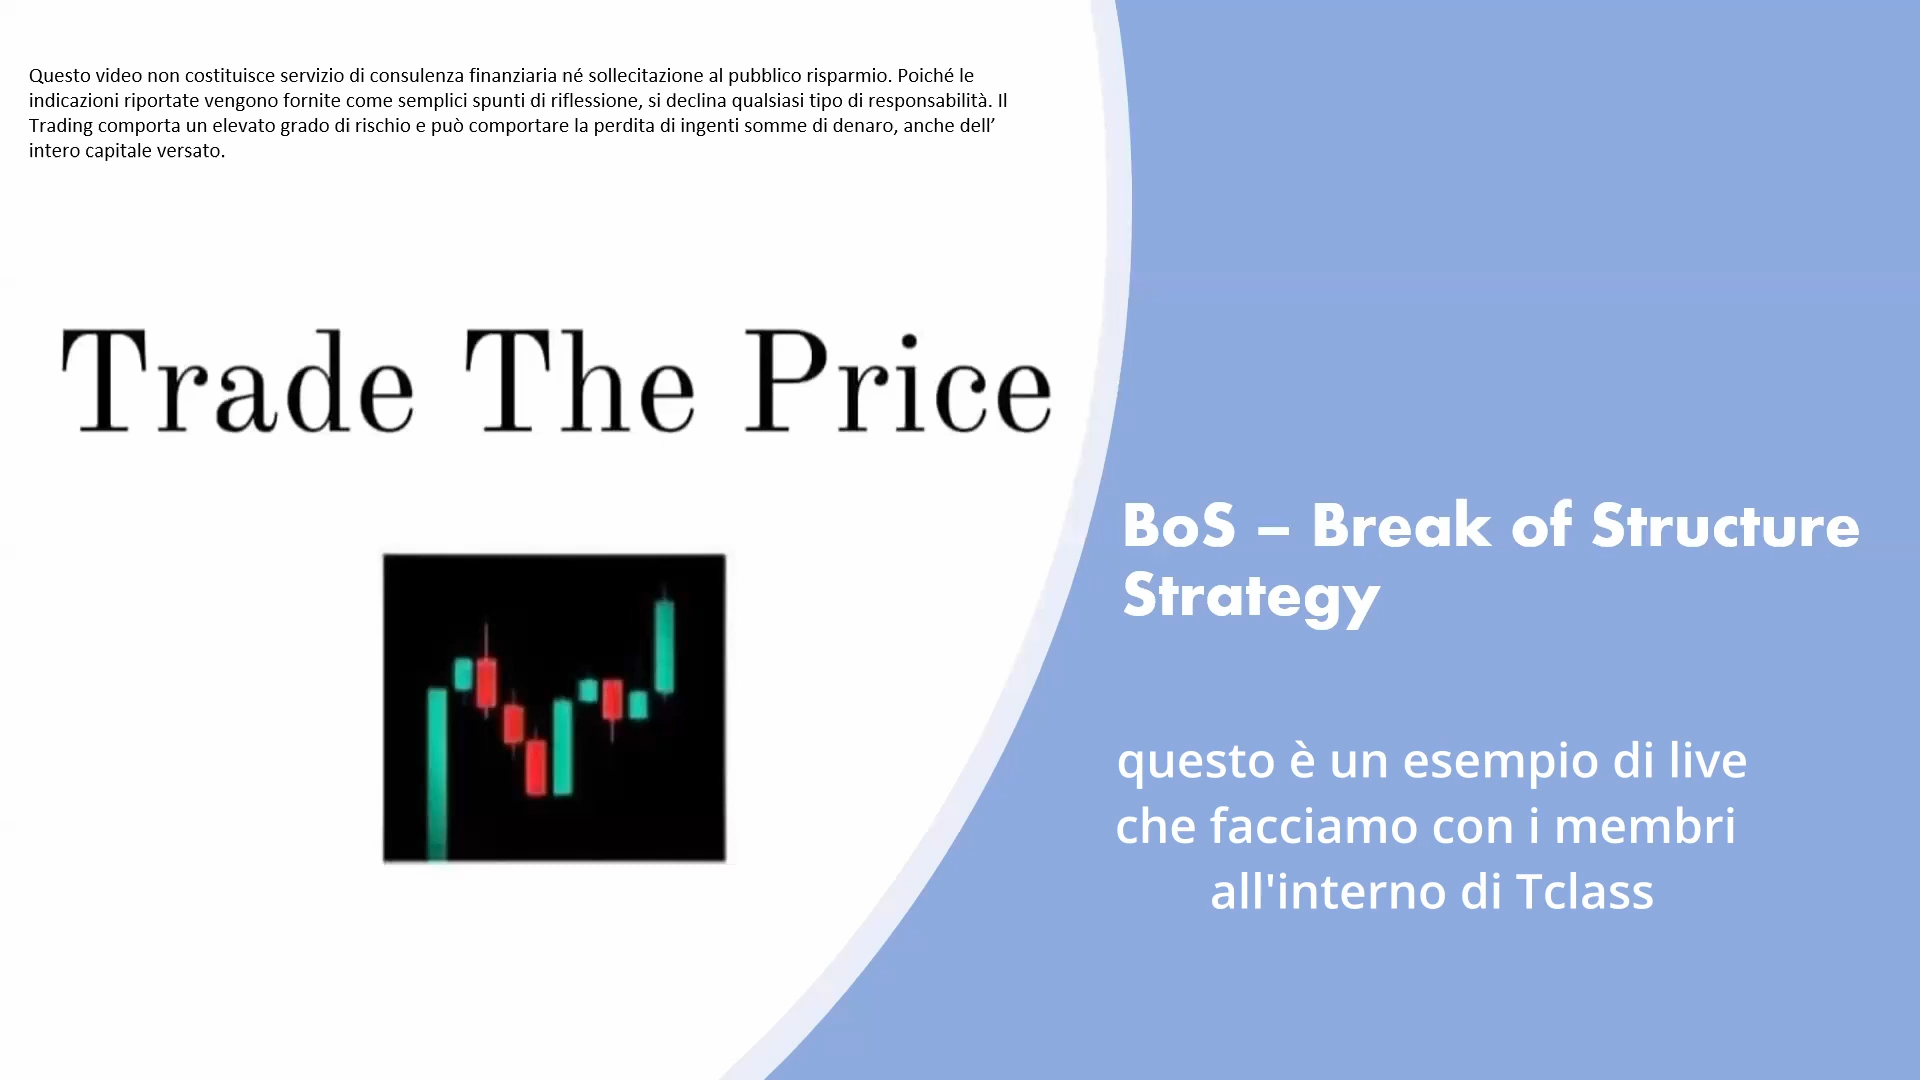 Questo video non costituisce servizio di consulenza finanziaria né sollecitazione al pubblico risparmio. Poiché le
indicazioni riportate vengono fornite come semplici spunti di riflessione, si declina qualsiasi tipo di responsabilità. Il
Trading comporta un elevato grado di rischio e può comportare la perdita di ingenti somme di denaro, anche dell’
intero capitale versato.
Trade The Price
BoS – Break of Structure
Strategy
questo è un esempio di live
che facciamo con i membri
all'interno di Tclass